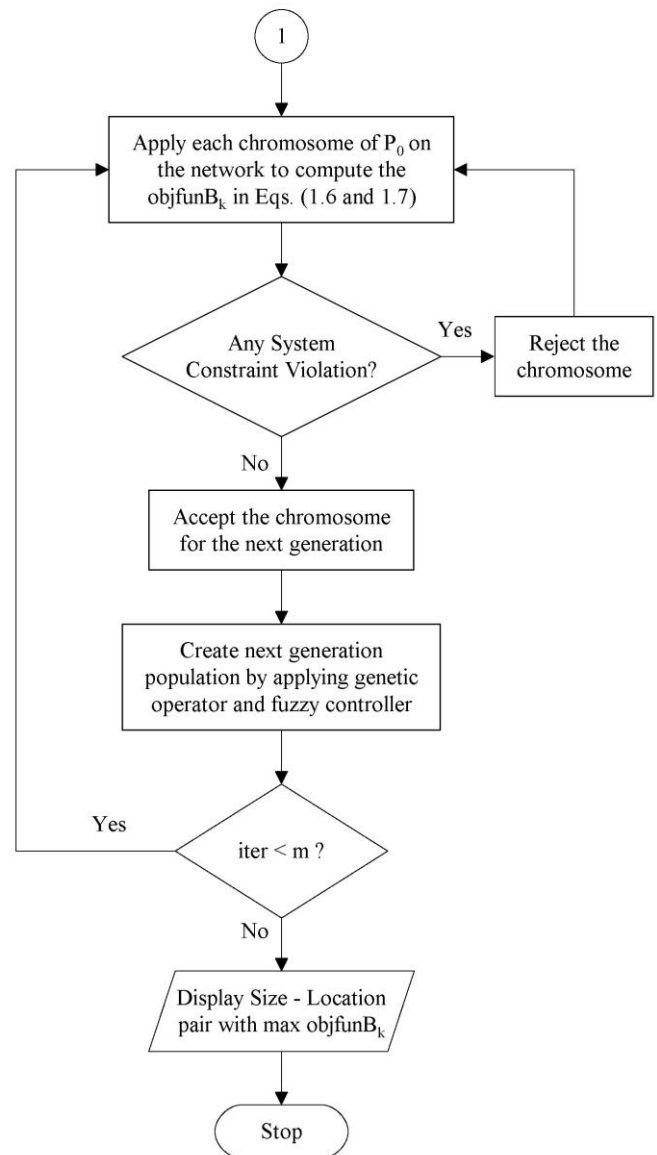 1
Apply each chromosome of P₀ on
the network to compute the
objfunBₖ in Eqs. (1.6 and 1.7)
Any System
Constraint Violation?
Yes
Reject the
chromosome
No
Accept the chromosome
for the next generation
Create next generation
population by applying genetic
operator and fuzzy controller
Yes
iter < m ?
No
Display Size - Location
pair with max objfunBₖ
Stop